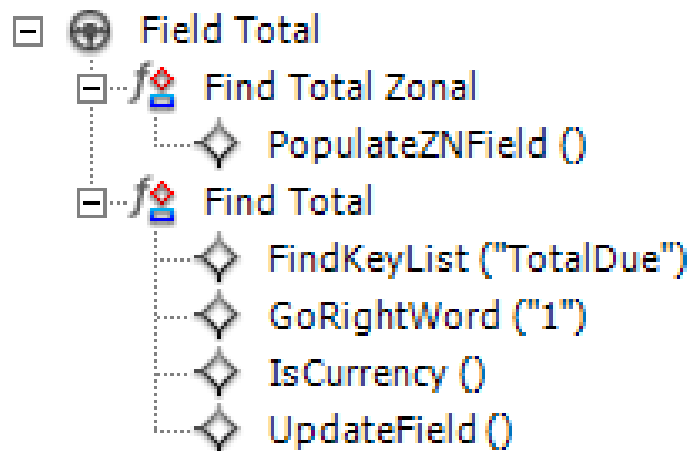 Field Total
Find Total Zonal
PopulateZNField ()
Find Total
FindKeyList ("TotalDue")
GoRightWord ("1")
IsCurrency ()
UpdateField ()